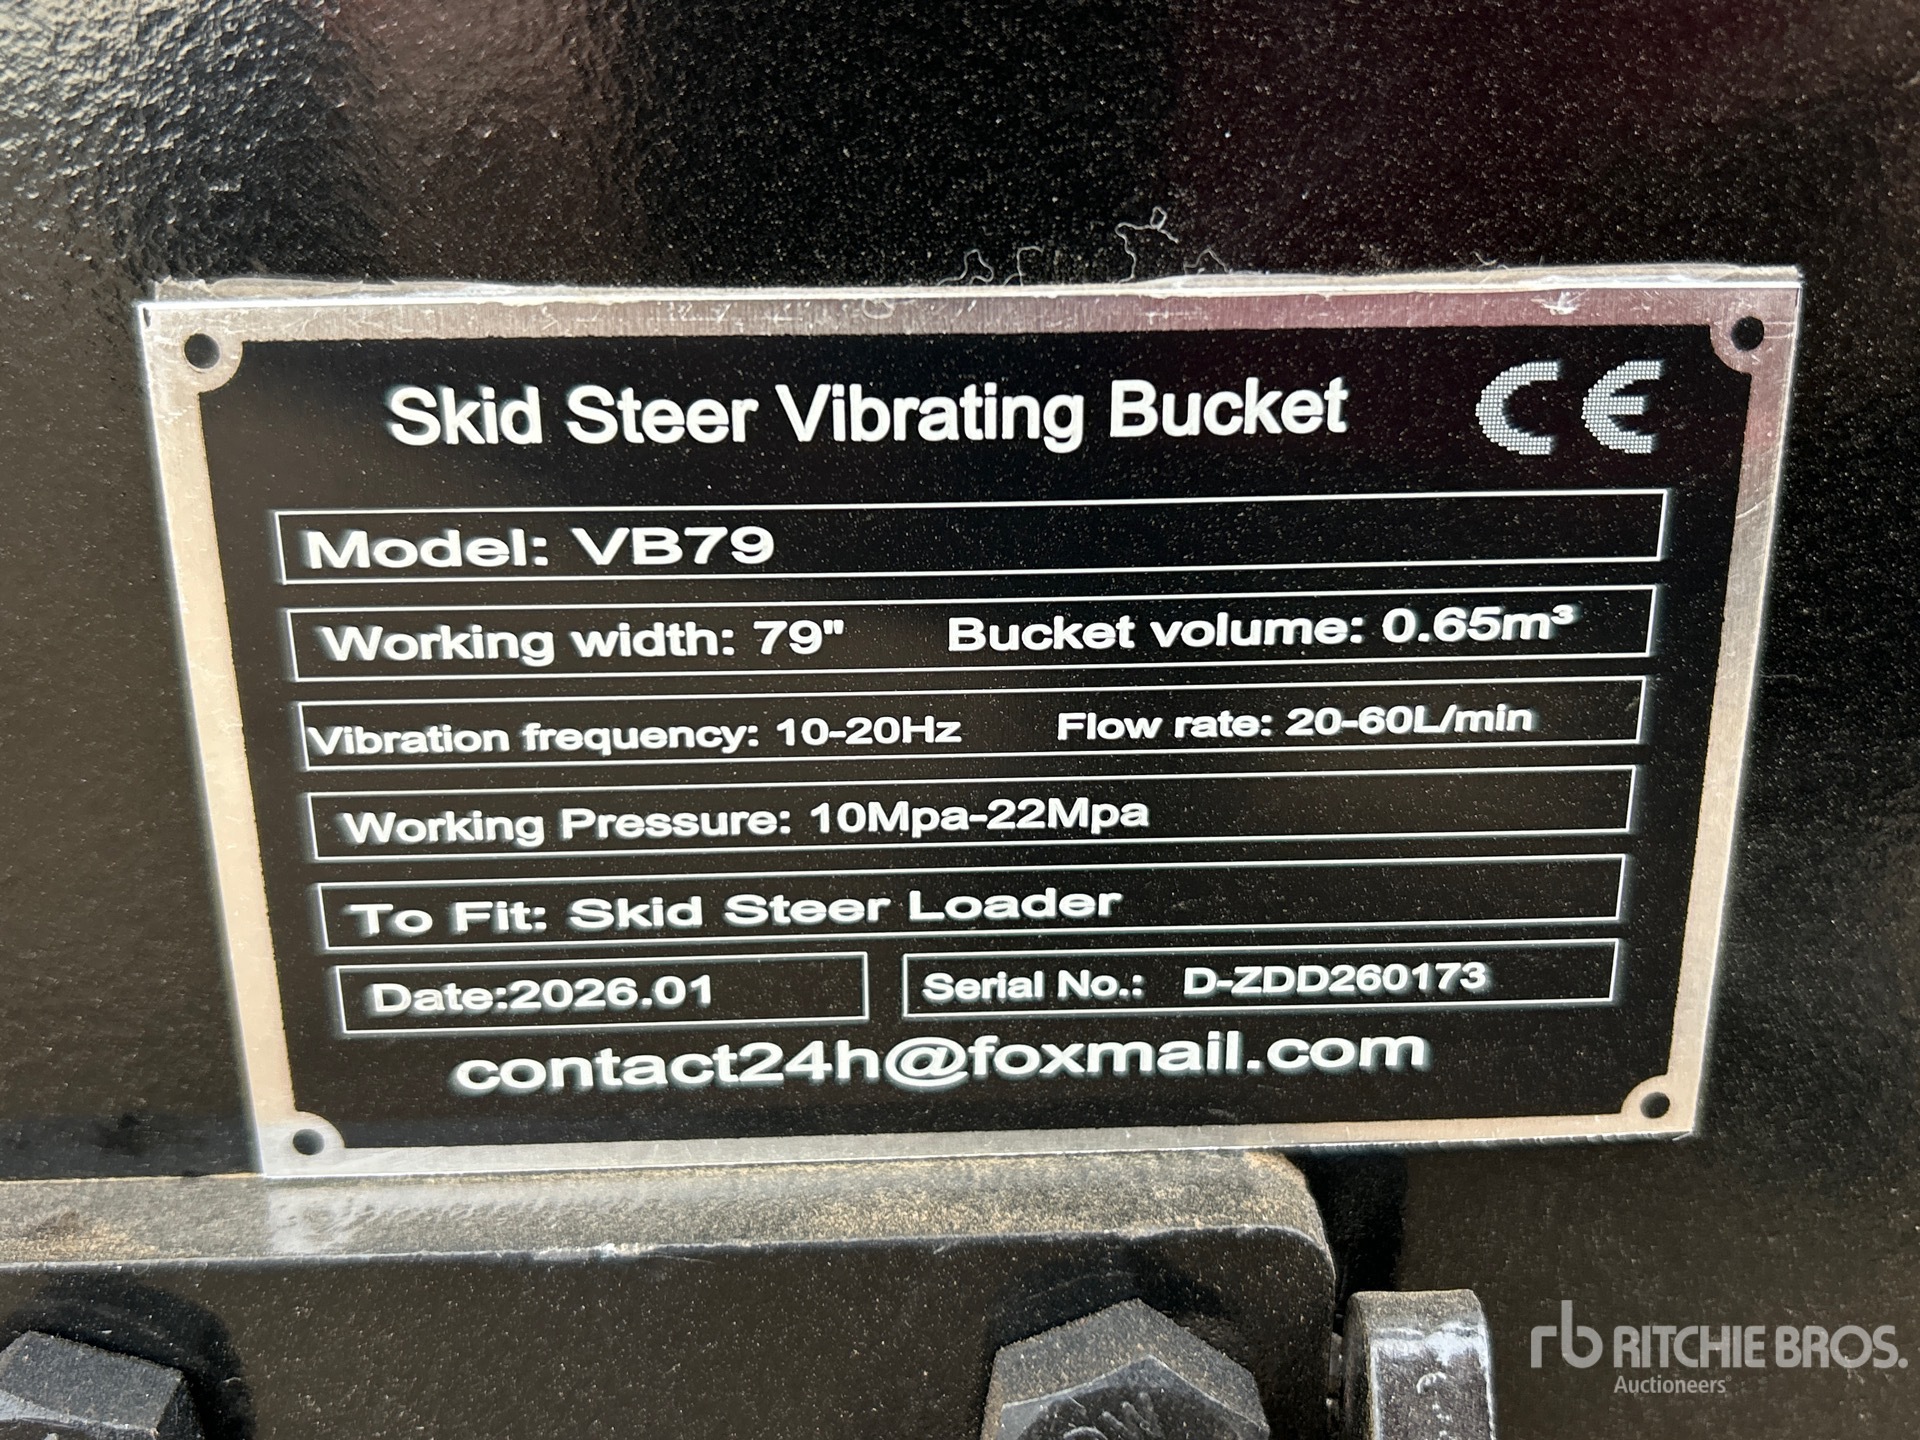 Skid Steer Vibrating Bucket CE
Model: VB79
Working width: 79" Bucket volume: 0.65m³
Vibration frequency: 10-20Hz Flow rate: 20-60L/min
Working Pressure: 10Mpa-22Mpa
To Fit: Skid Steer Loader
Date:2026.01 Serial No.: D-ZDD260173
contact24h@foxmail.com
rb RITCHIE BROS.
Auctioneers